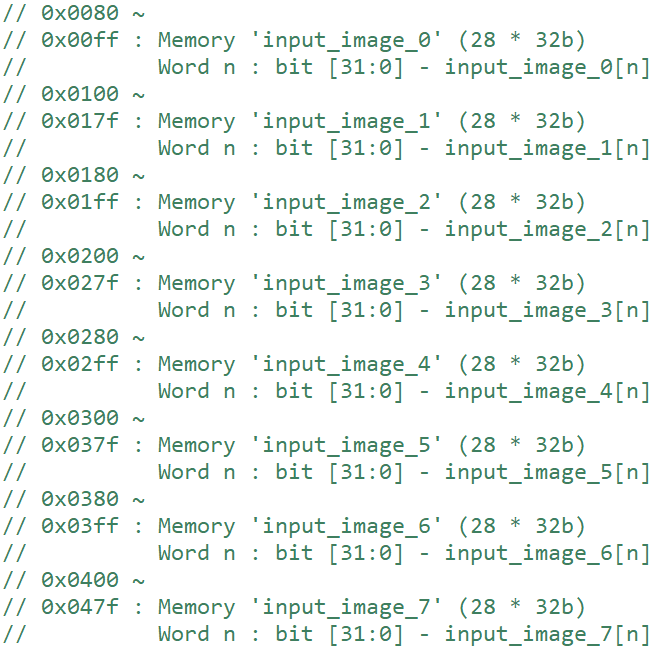 // 0x0080 ~
// 0x00ff : Memory 'input_image_0' (28 * 32b)
//          Word n : bit [31:0] - input_image_0[n]
// 0x0100 ~
// 0x017f : Memory 'input_image_1' (28 * 32b)
//          Word n : bit [31:0] - input_image_1[n]
// 0x0180 ~
// 0x01ff : Memory 'input_image_2' (28 * 32b)
//          Word n : bit [31:0] - input_image_2[n]
// 0x0200 ~
// 0x027f : Memory 'input_image_3' (28 * 32b)
//          Word n : bit [31:0] - input_image_3[n]
// 0x0280 ~
// 0x02ff : Memory 'input_image_4' (28 * 32b)
//          Word n : bit [31:0] - input_image_4[n]
// 0x0300 ~
// 0x037f : Memory 'input_image_5' (28 * 32b)
//          Word n : bit [31:0] - input_image_5[n]
// 0x0380 ~
// 0x03ff : Memory 'input_image_6' (28 * 32b)
//          Word n : bit [31:0] - input_image_6[n]
// 0x0400 ~
// 0x047f : Memory 'input_image_7' (28 * 32b)
//          Word n : bit [31:0] - input_image_7[n]